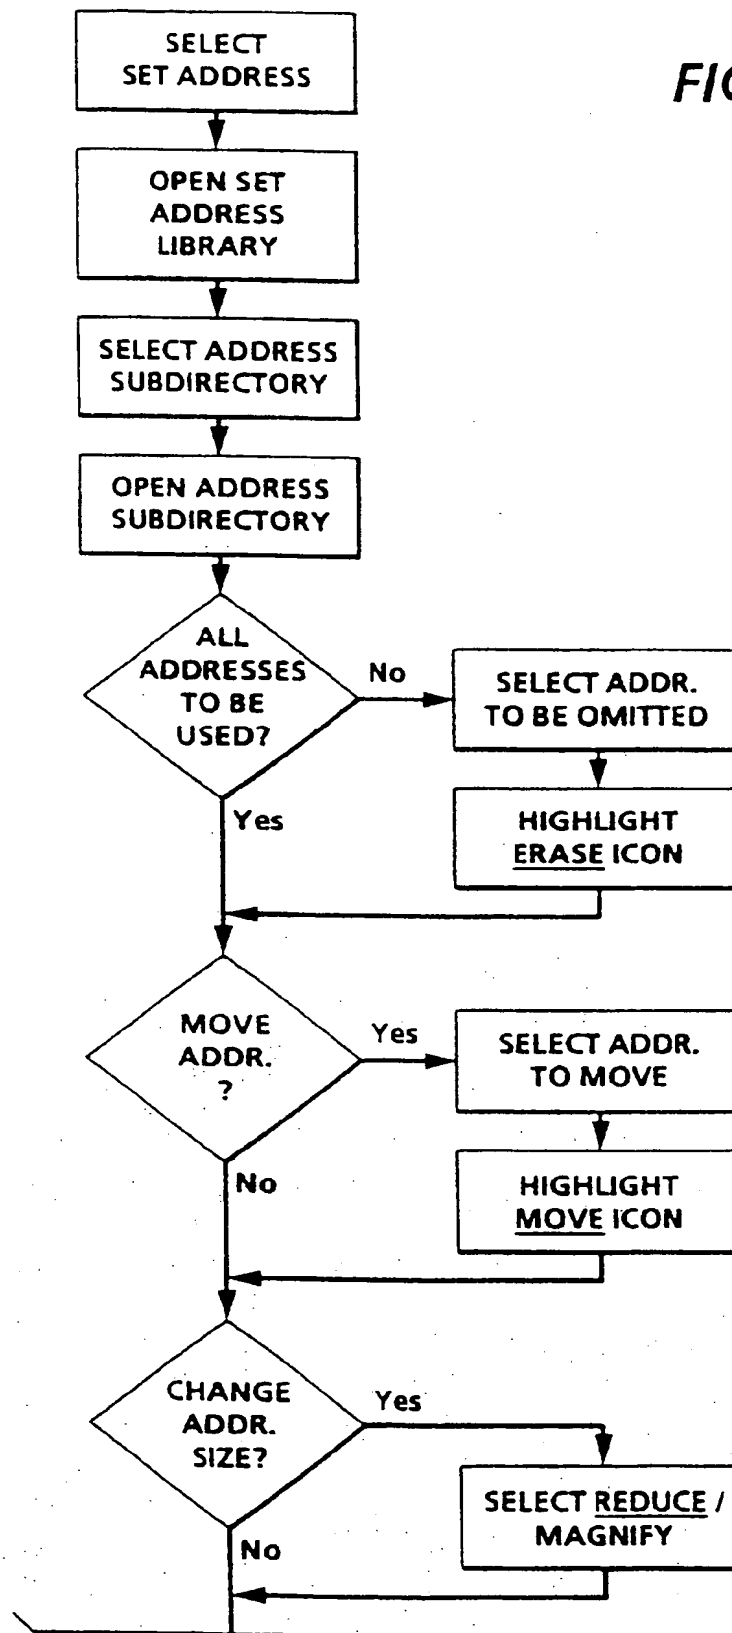 SELECT
SET ADDRESS
FIG
OPEN SET
ADDRESS
LIBRARY
SELECT ADDRESS
SUBDIRECTORY
OPEN ADDRESS
SUBDIRECTORY
ALL
ADDRESSES
TO BE
USED?
No
SELECT ADDR.
TO BE OMITTED
Yes
HIGHLIGHT
ERASE ICON
MOVE
ADDR.
?
Yes
SELECT ADDR.
TO MOVE
No
HIGHLIGHT
MOVE ICON
CHANGE
ADDR.
SIZE?
Yes
SELECT REDUCE /
MAGNIFY
No